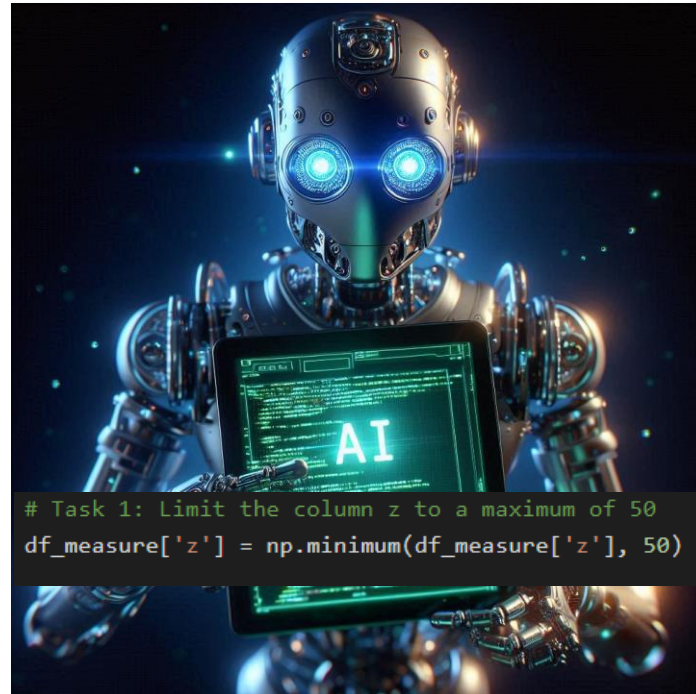 AI
# Task 1: Limit the column z to a maximum of 50
df_measure['z'] = np.minimum(df_measure['z'], 50)